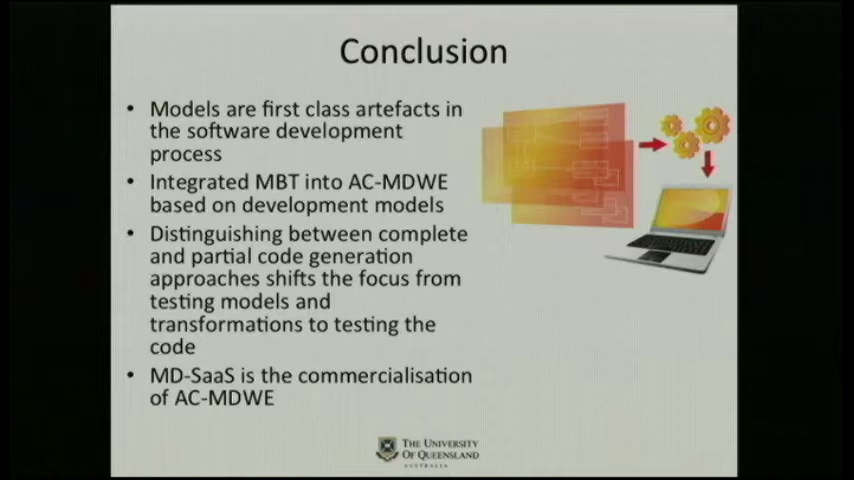 Conclusion
• Models are first class artefacts in
the software development
process
• Integrated MBT into AC-MDWE
based on development models
• Distinguishing between complete
and partial code generation
approaches shifts the focus from
testing models and
transformations to testing the
code
• MD-SaaS is the commercialisation
of AC-MDWE
THE UNIVERSITY
OF QUEENSLAND
AUSTRALIA